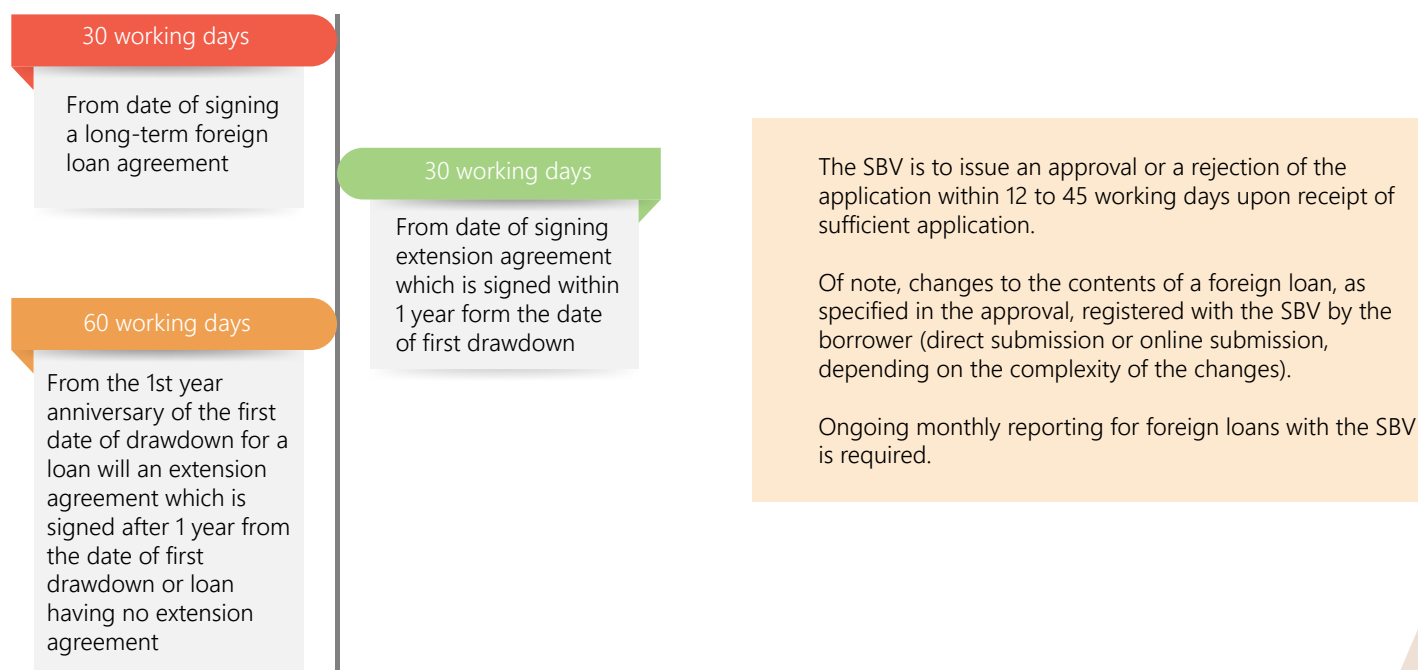 30 working days
From date of signing
a long-term foreign
loan agreement
30 working days
From date of signing
extension agreement
which is signed within
1 year form the date
of first drawdown
60 working days
From the 1st year
anniversary of the first
date of drawdown for a
loan will an extension
agreement which is
signed after 1 year from
the date of first
drawdown or loan
having no extension
agreement
The SBV is to issue an approval or a rejection of the
application within 12 to 45 working days upon receipt of
sufficient application.
Of note, changes to the contents of a foreign loan, as
specified in the approval, registered with the SBV by the
borrower (direct submission or online submission,
depending on the complexity of the changes).
Ongoing monthly reporting for foreign loans with the SBV
is required.